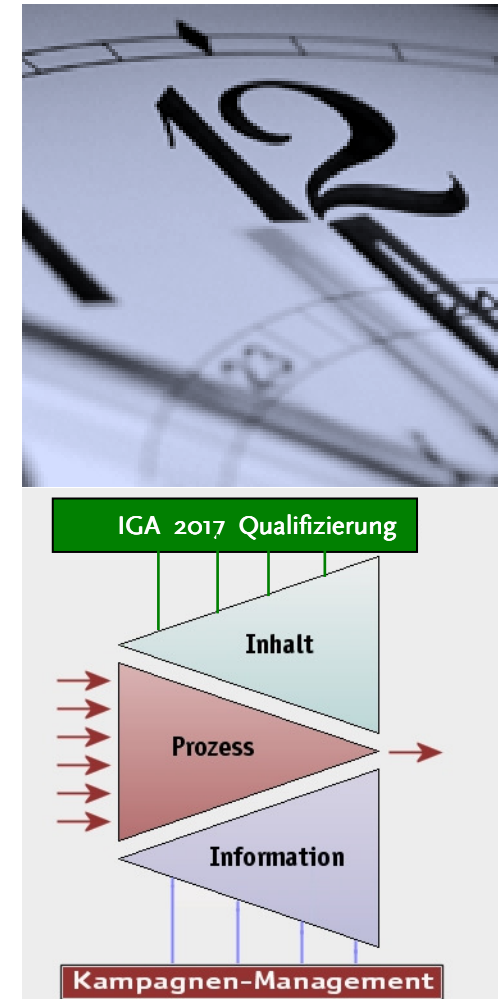 12
IGA 2017 Qualifizierung
Inhalt
Prozess
Information
Kampagnen-Management